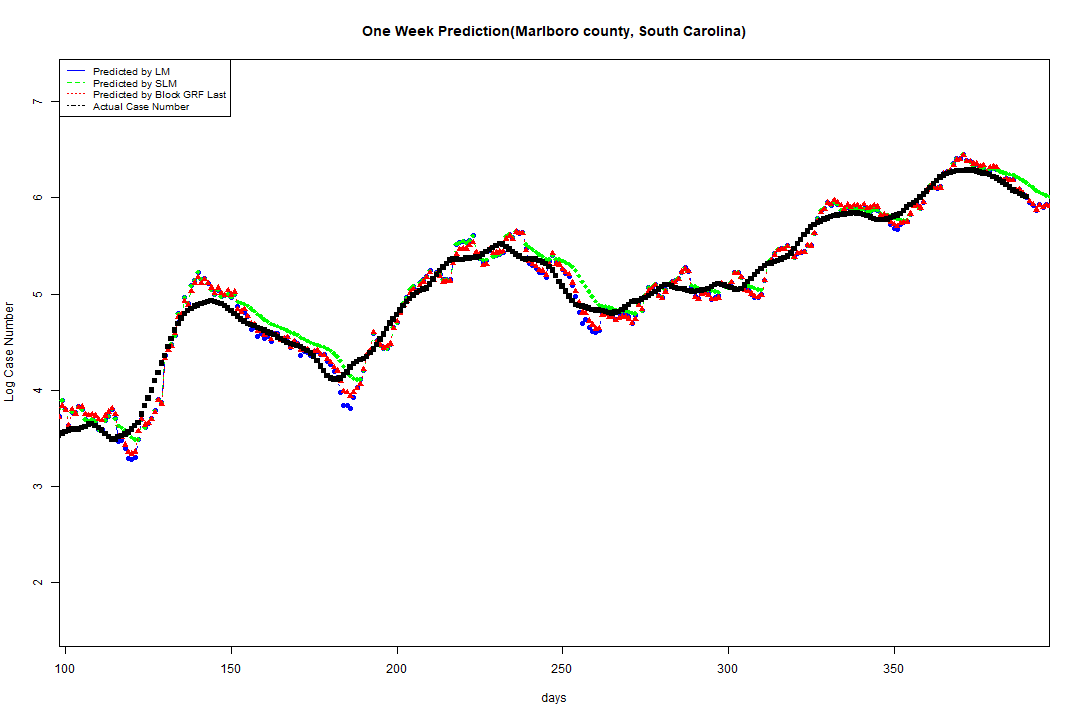 One Week Prediction(Marlboro county, South Carolina)
Predicted by LM
Predicted by SLM
Predicted by Block GRF Last
Actual Case Number
7
6
5
4
3
2
Log Case Number
100 150 200 250 300 350
days